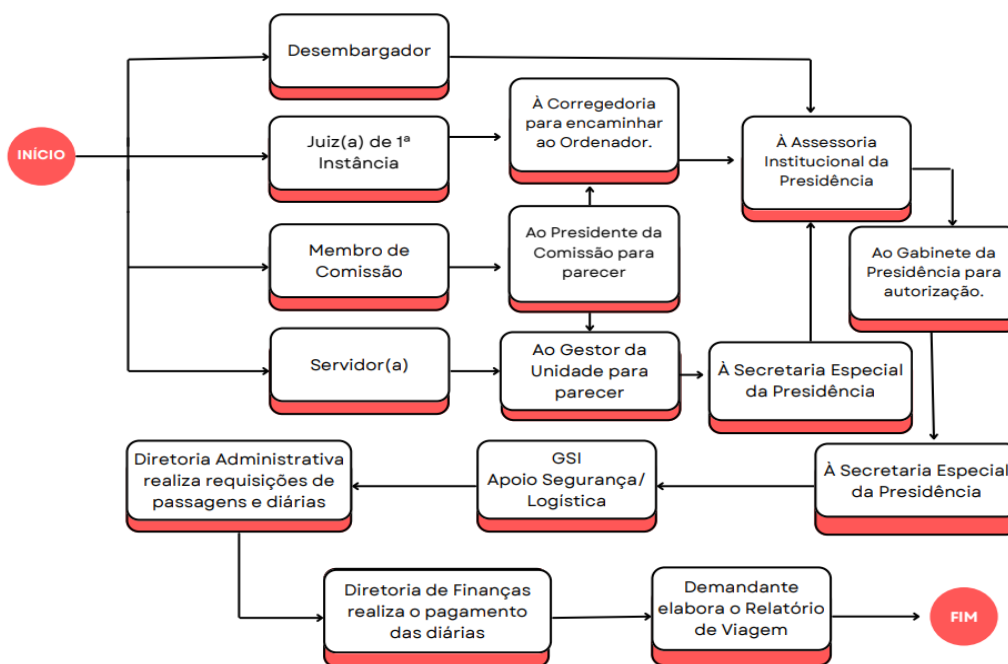 Desembargador
INÍCIO
Juiz(a) de 1ª
Instância
À Corregedoria
para encaminhar
ao Ordenador.
À Assessoria
Institucional da
Presidência
Membro de
Comissão
Ao Presidente da
Comissão para
parecer
Ao Gabinete da
Presidência para
autorização.
Servidor(a)
Ao Gestor da
Unidade para
parecer
À Secretaria Especial
da Presidência
Diretoria Administrativa
realiza requisições de
passagens e diárias
GSI
Apoio Segurança/
Logística
À Secretaria Especial
da Presidência
Diretoria de Finanças
realiza o pagamento
das diárias
Demandante
elabora o Relatório
de Viagem
FIM